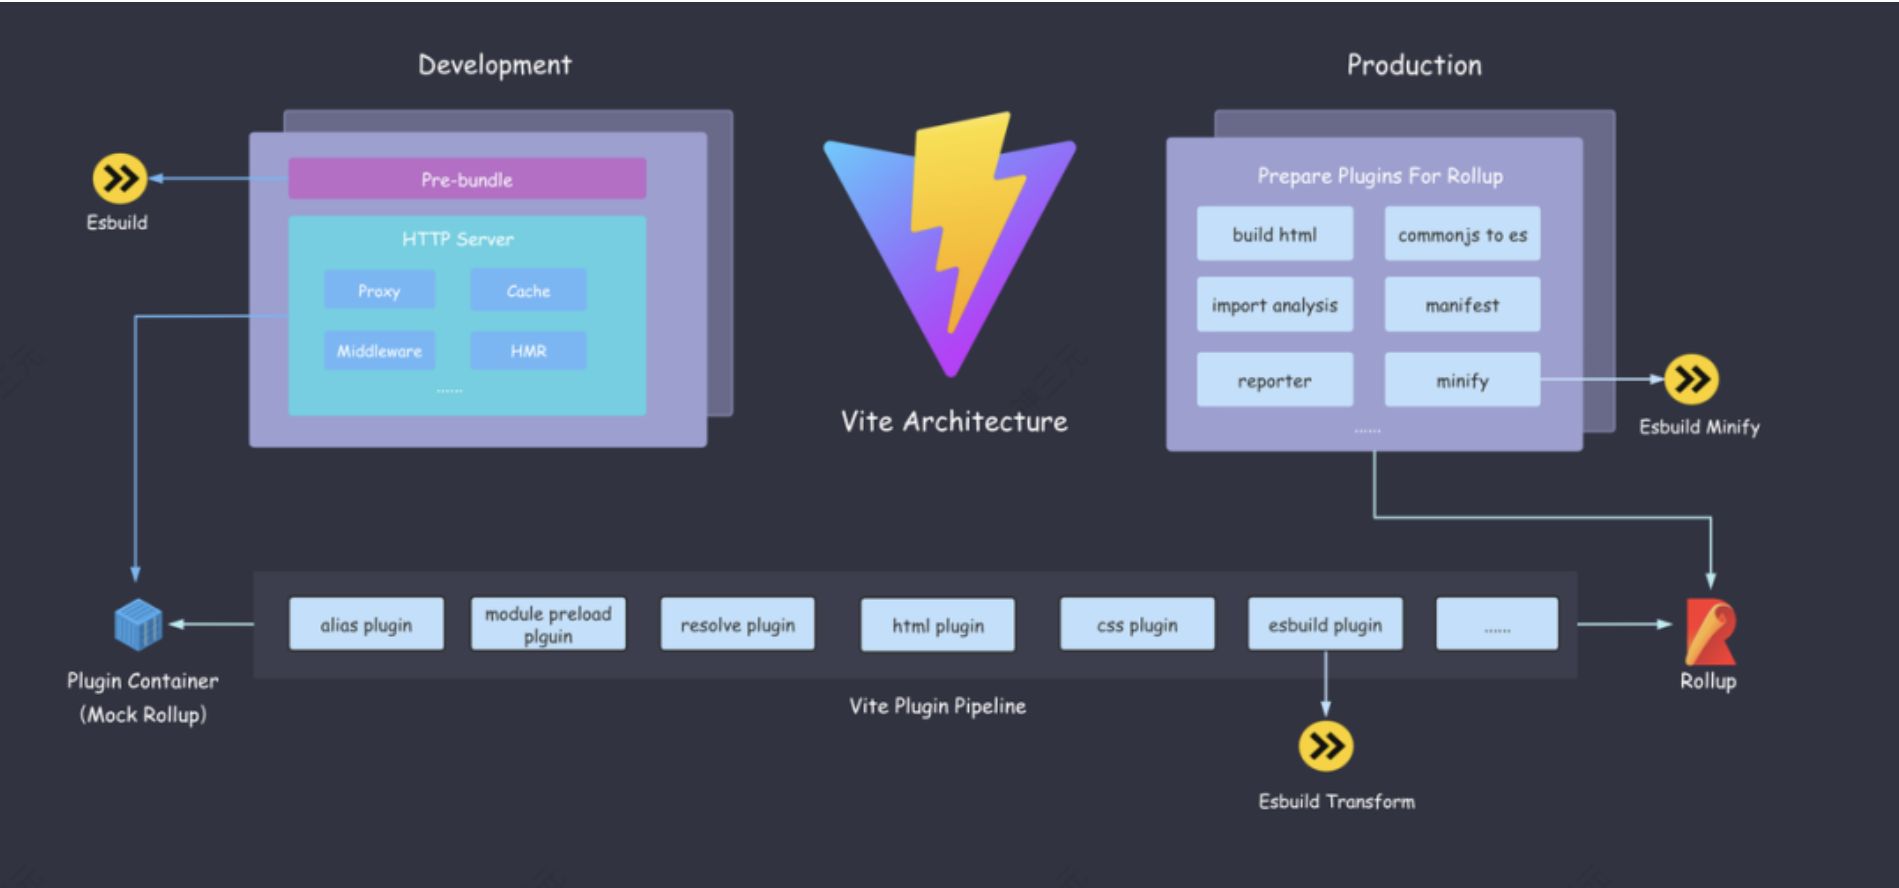 Development
Production
Pre-bundle
Esbuild
HTTP Server
Proxy
Cache
Middleware
HMR
......
Vite Architecture
Prepare Plugins For Rollup
build html
commonjs to es
import analysis
manifest
reporter
minify
......
Esbuild Minify
alias plugin
module preload
plguin
resolve plugin
html plugin
css plugin
esbuild plugin
......
Plugin Container
(Mock Rollup)
Vite Plugin Pipeline
Rollup
Esbuild Transform